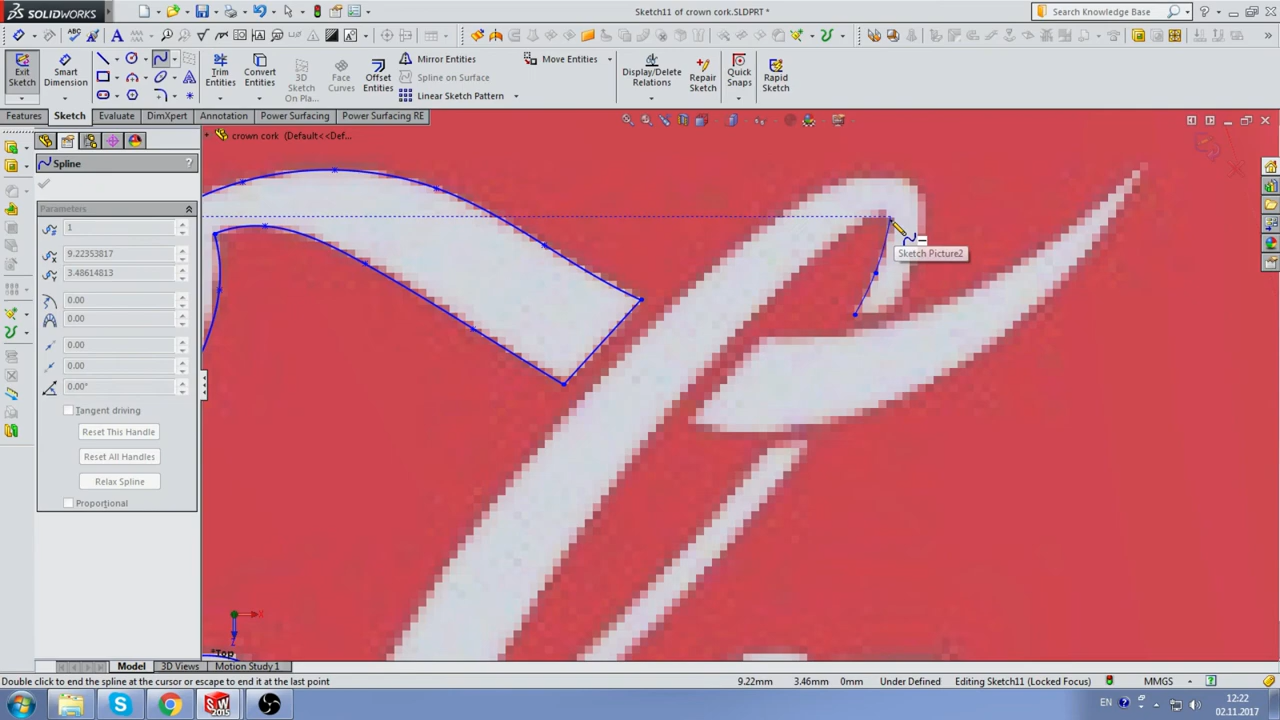 SOLIDWORKS
Sketch11 of crown cork.SLDPRT *
Search Knowledge Base
Exit
Sketch
Smart
Dimension
Trim
Entities
Convert
Entities
3D
Sketch
On Pla...
Face
Curves
Offset
Entities
Mirror Entities
Spline on Surface
Linear Sketch Pattern
Move Entities
Display/Delete
Relations
Repair
Sketch
Quick
Snaps
Rapid
Sketch
Features
Sketch
Evaluate
DimXpert
Annotation
Power Surfacing
Power Surfacing RE
crown cork (Default<<Def...
Spline
?
Parameters
1
9.22353817
3.48614813
0.00
0.00
0.00
0.00
0.00°
Tangent driving
Reset This Handle
Reset All Handles
Relax Spline
Proportional
Sketch Picture2
X
Z
*Top
Model
3D Views
Motion Study 1
Double click to end the spline at the cursor or escape to end it at the last point
9.22mm
3.46mm
0mm
Under Defined
Editing Sketch11 (Locked Focus)
MMGS
EN
12:22
02.11.2017
SW
2015